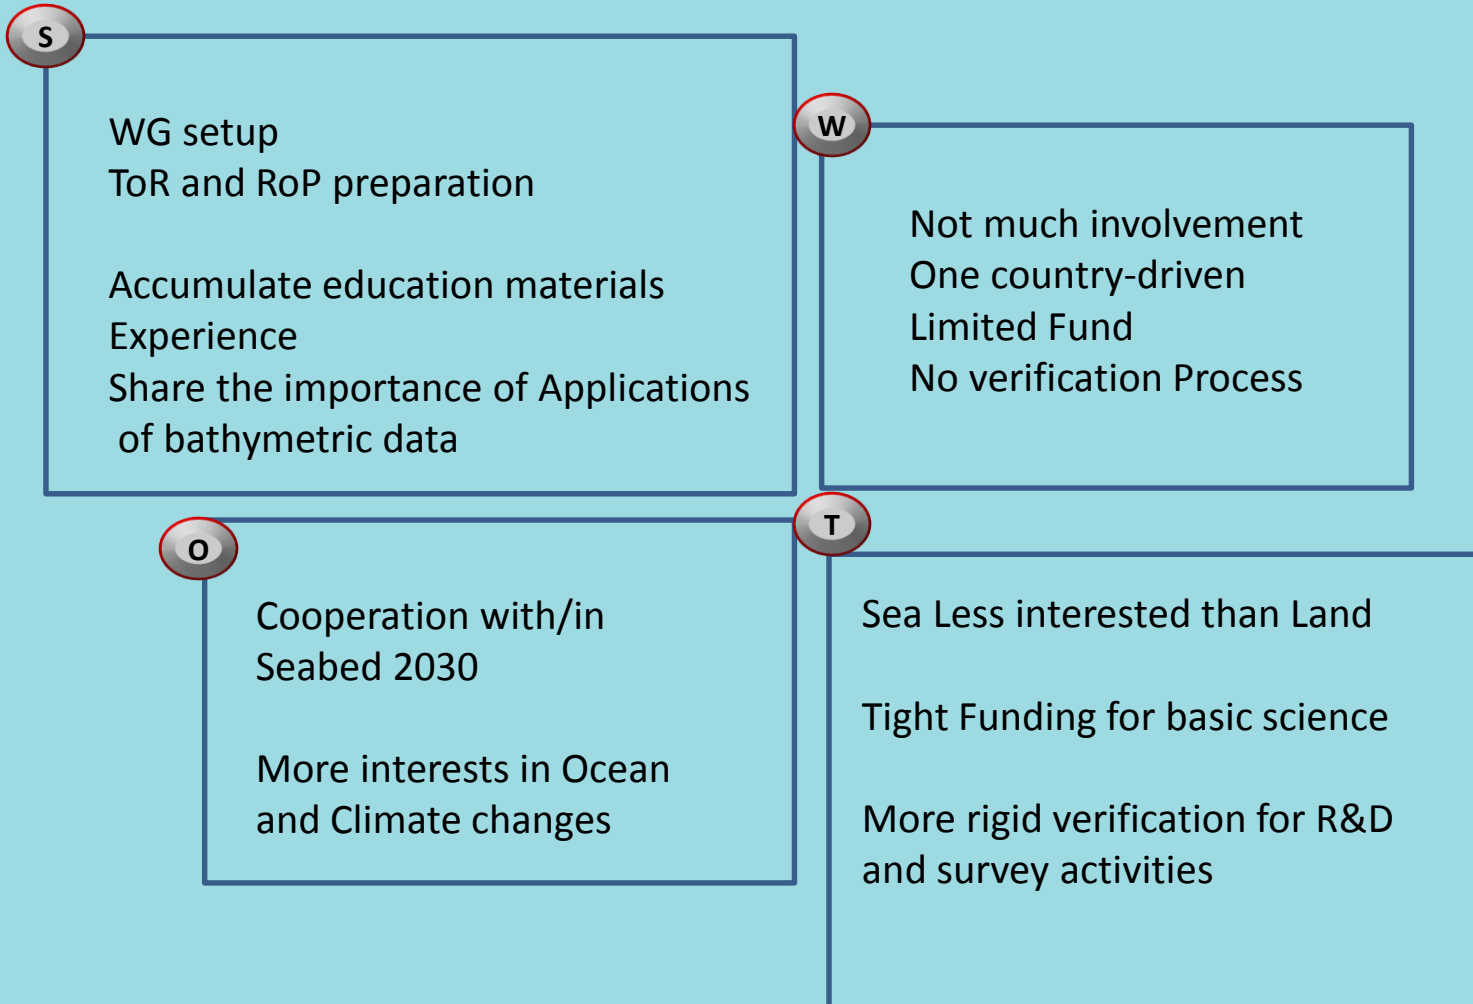 S
WG setup
ToR and RoP preparation
Accumulate education materials
Experience
Share the importance of Applications
of bathymetric data
W
Not much involvement
One country-driven
Limited Fund
No verification Process
O
Cooperation with/in
Seabed 2030
More interests in Ocean
and Climate changes
T
Sea Less interested than Land
Tight Funding for basic science
More rigid verification for R&D
and survey activities